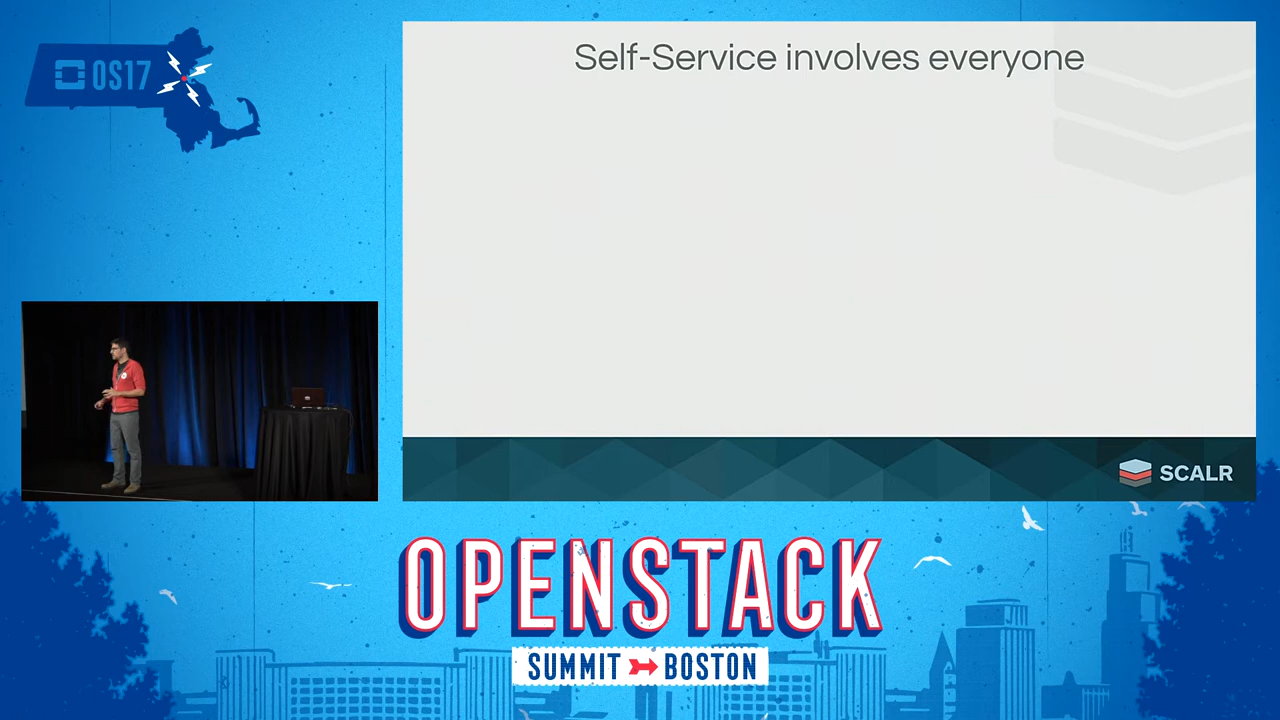 OS17
Self-Service involves everyone
SCALR
OPENSTACK
SUMMIT BOSTON